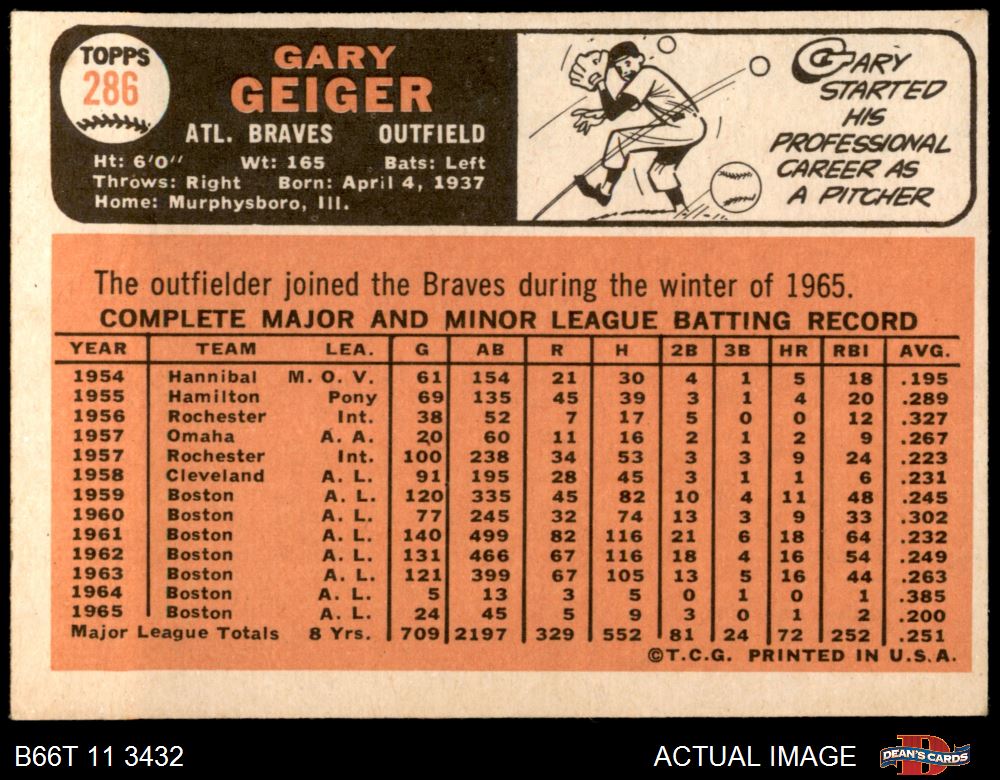 TOPPS
286
GARY
GEIGER
ATL. BRAVES OUTFIELD
Ht: 6'0" Wt: 165 Bats: Left
Throws: Right Born: April 4, 1937
Home: Murphysboro, Ill.
GARY
STARTED
HIS
PROFESSIONAL
CAREER AS
A PITCHER
The outfielder joined the Braves during the winter of 1965.
COMPLETE MAJOR AND MINOR LEAGUE BATTING RECORD
YEAR TEAM LEA. G AB R H 2B 3B HR RBI AVG.
1954 Hannibal M. O. V. 61 154 21 30 4 1 5 18 .195
1955 Hamilton Pony 69 135 45 39 3 1 4 20 .289
1956 Rochester Int. 38 52 7 17 5 0 0 12 .327
1957 Omaha A. A. 20 60 11 16 2 1 2 9 .267
1957 Rochester Int. 100 238 34 53 3 3 9 24 .223
1958 Cleveland A. L. 91 195 28 45 3 1 1 6 .231
1959 Boston A. L. 120 335 45 82 10 4 11 48 .245
1960 Boston A. L. 77 245 32 74 13 3 9 33 .302
1961 Boston A. L. 140 499 82 116 21 6 18 64 .232
1962 Boston A. L. 131 466 67 116 18 4 16 54 .249
1963 Boston A. L. 121 399 67 105 13 5 16 44 .263
1964 Boston A. L. 5 13 3 5 0 1 0 1 .385
1965 Boston A. L. 24 45 5 9 3 0 1 2 .200
Major League Totals 8 Yrs. 709 2197 329 552 81 24 72 252 .251
©T.C.G. PRINTED IN U.S.A.
B66T 11 3432 ACTUAL IMAGE DEAN'S CARDS